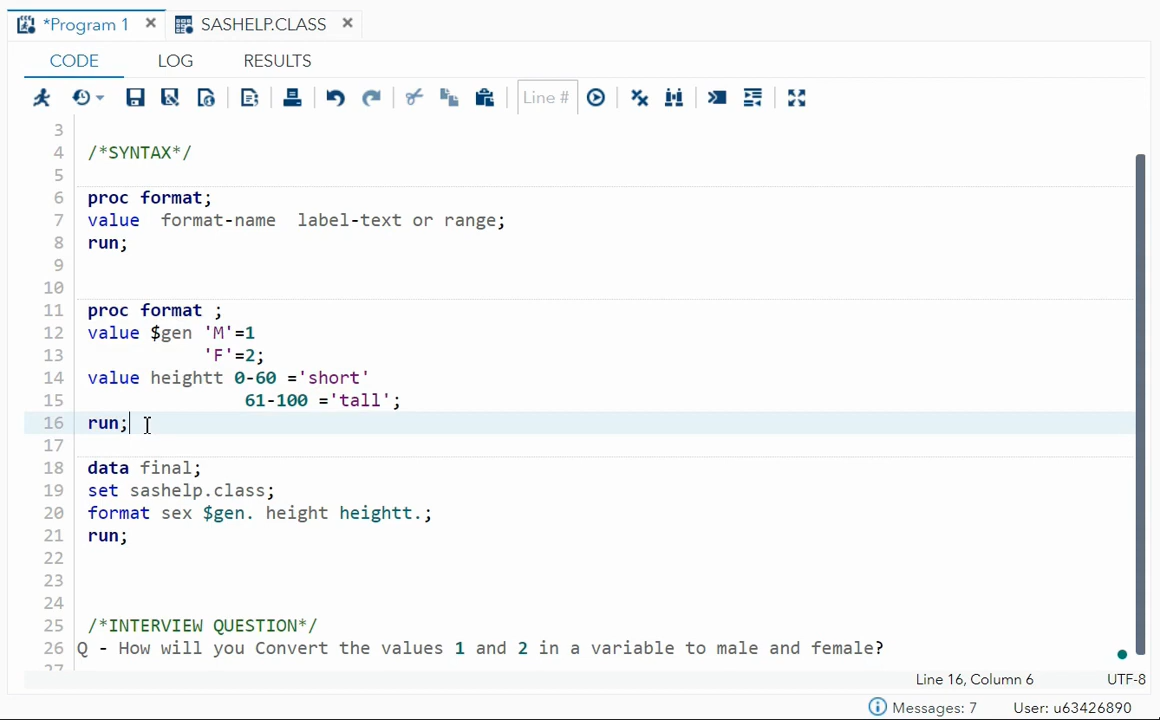 *Program 1 × SASHELP.CLASS ×
CODE LOG RESULTS
Line #
3
4 /*SYNTAX*/
5
6 proc format;
7 value  format-name  label-text or range;
8 run;
9
10
11 proc format ;
12 value $gen 'M'=1
13 'F'=2;
14 value heightt 0-60 ='short'
15 61-100 ='tall';
16 run;
17
18 data final;
19 set sashelp.class;
20 format sex $gen. height heightt.;
21 run;
22
23
24
25 /*INTERVIEW QUESTION*/
26 Q - How will you Convert the values 1 and 2 in a variable to male and female?
27
Line 16, Column 6 UTF-8
Messages: 7 User: u63426890